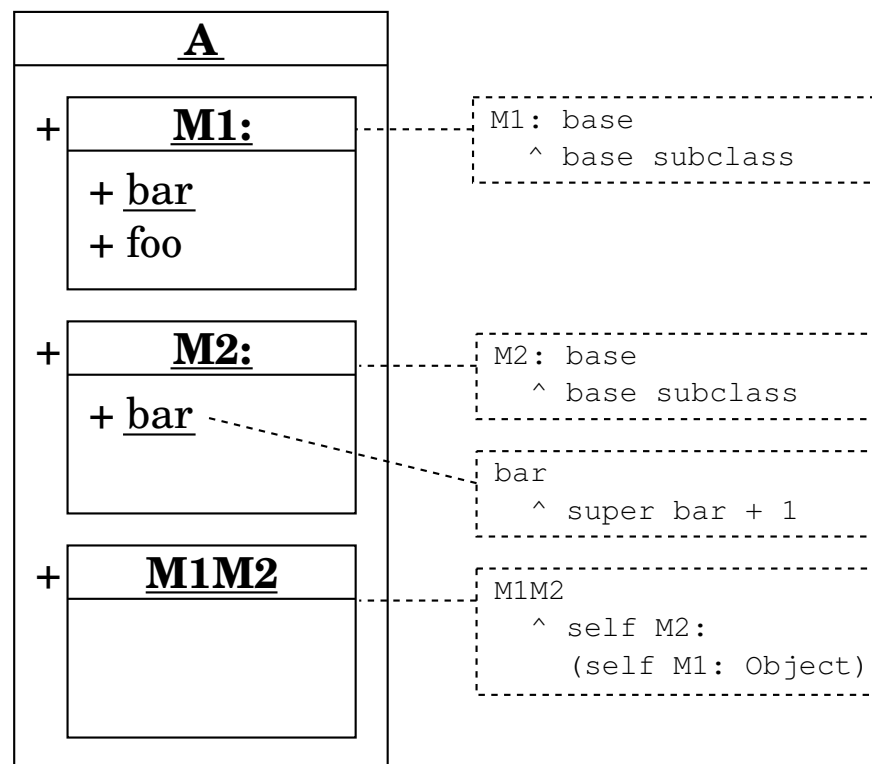 A
+ M1:
+ bar
+ foo
M1: base
^ base subclass
+ M2:
+ bar
M2: base
^ base subclass
bar
^ super bar + 1
+ M1M2
M1M2
^ self M2:
(self M1: Object)